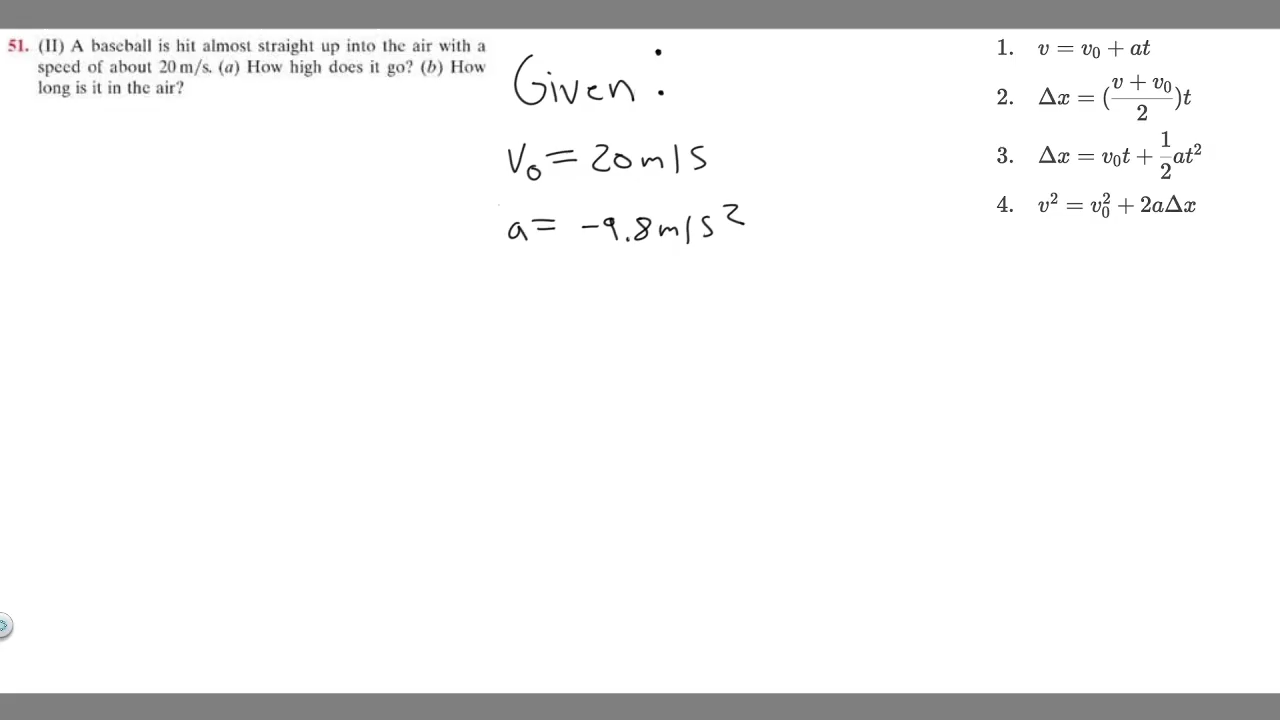 51. (II) A baseball is hit almost straight up into the air with a
speed of about 20 m/s. (a) How high does it go? (b) How
long is it in the air?
Given :
v₀ = 20 m/s
a = -9.8 m/s²
1. v = v₀ + at
2. Δx = ((v + v₀)/2)t
3. Δx = v₀t + 1/2 at²
4. v² = v₀² + 2aΔx